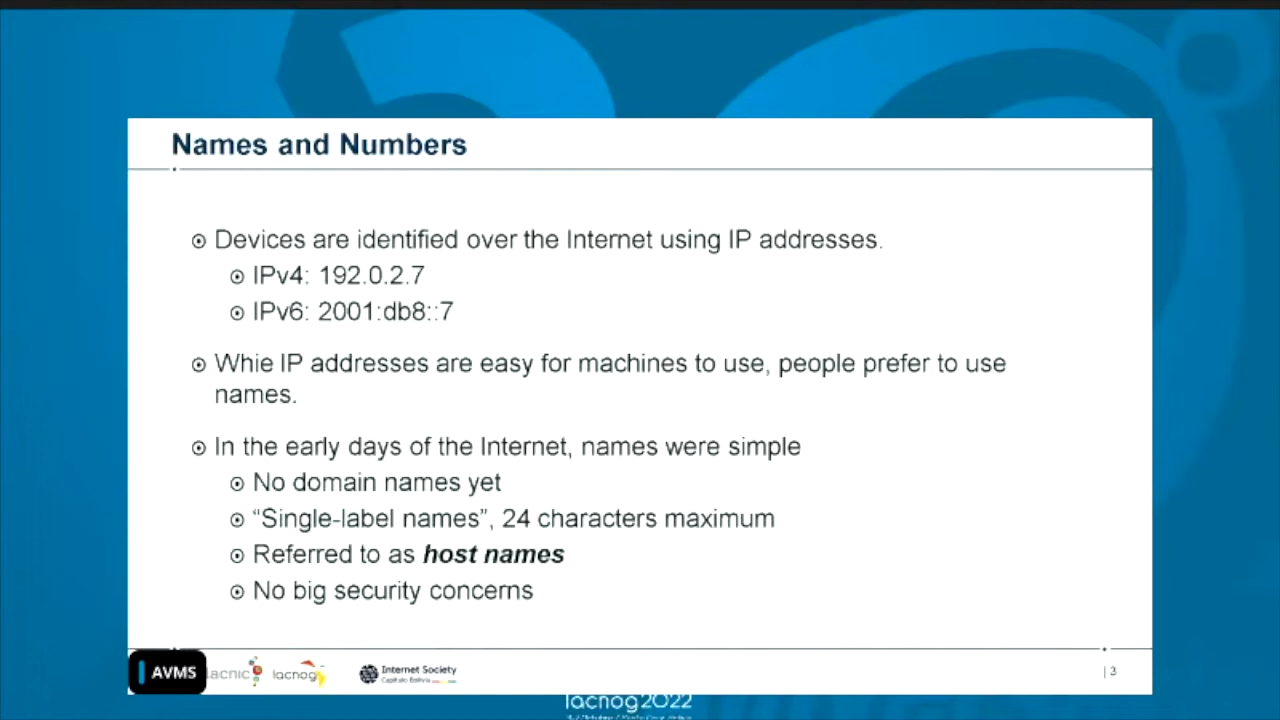 Names and Numbers
Devices are identified over the Internet using IP addresses.
IPv4: 192.0.2.7
IPv6: 2001:db8::7
Whie IP addresses are easy for machines to use, people prefer to use
names.
In the early days of the Internet, names were simple
No domain names yet
“Single-label names”, 24 characters maximum
Referred to as host names
No big security concerns
AVMS
lacnic
lacnog
Internet Society
Capítulo Bolivia
| 3
lacnog2022